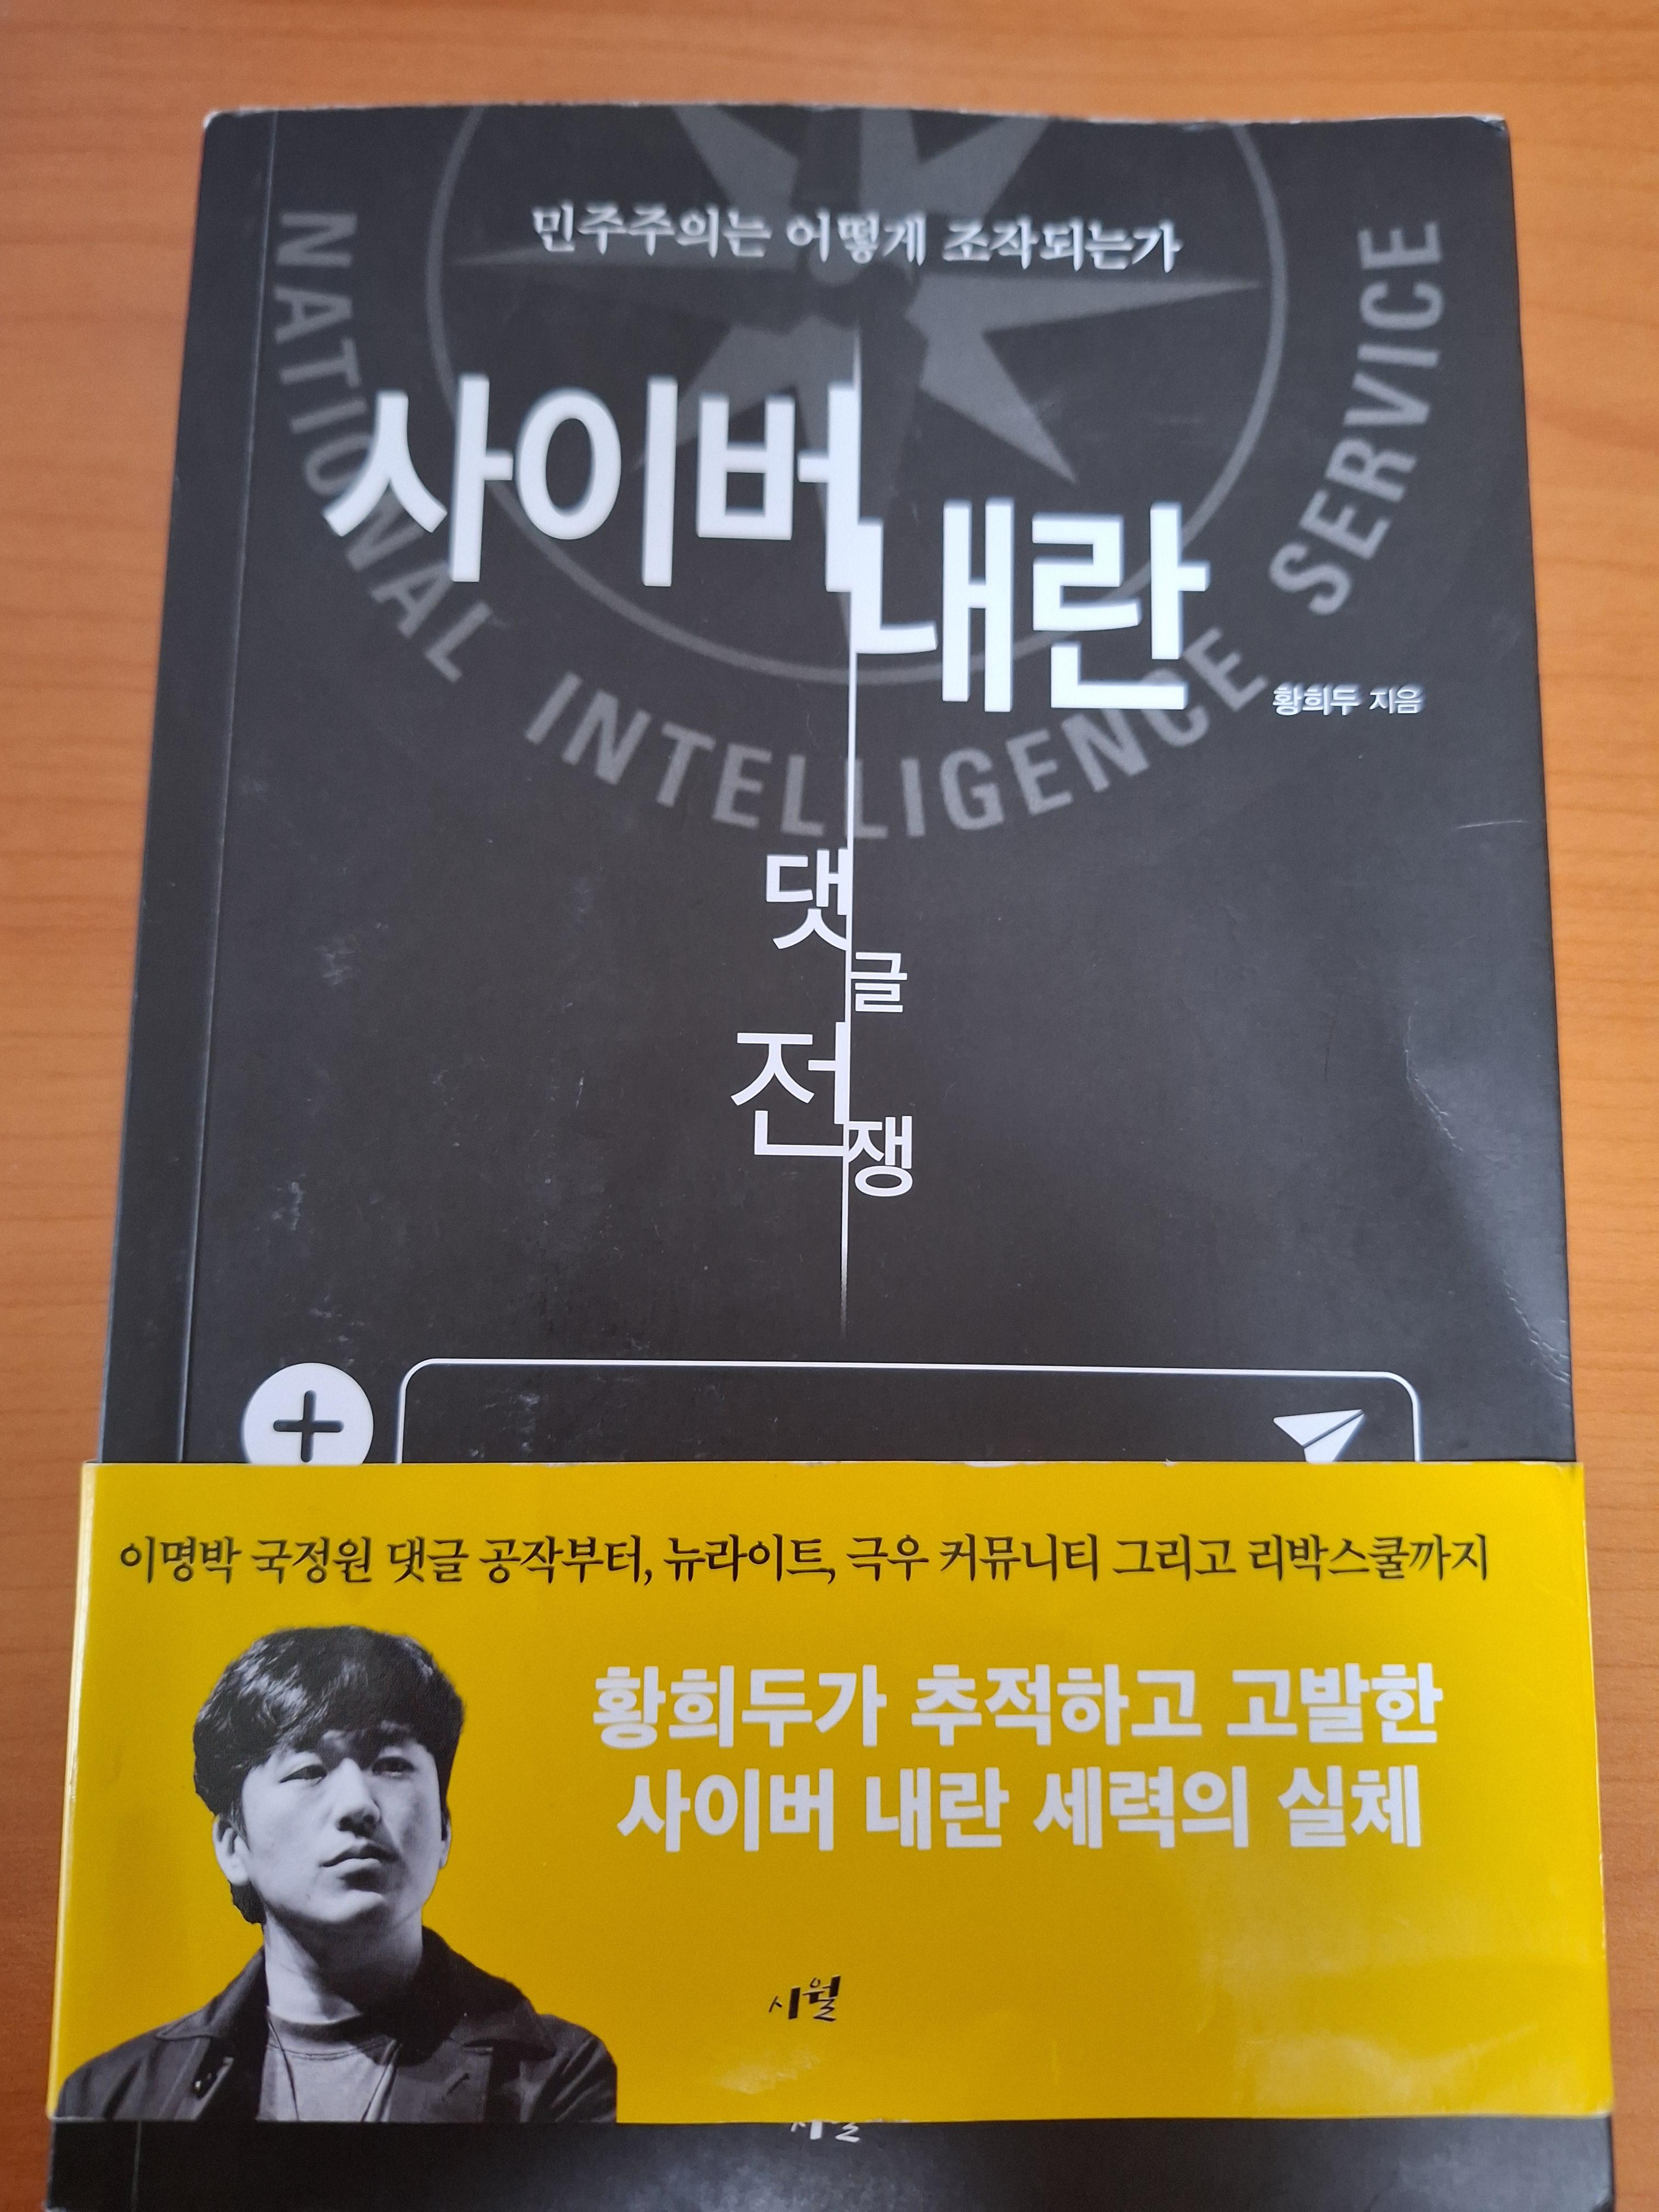 민주주의는 어떻게 조작되는가
NATIONAL INTELLIGENCE SERVICE
사이버
내란
황희두 지음
댓글
전쟁
이명박 국정원 댓글 공작부터, 뉴라이트, 극우 커뮤니티 그리고 리박스쿨까지
황희두가 추적하고 고발한
사이버 내란 세력의 실체
시월
시월